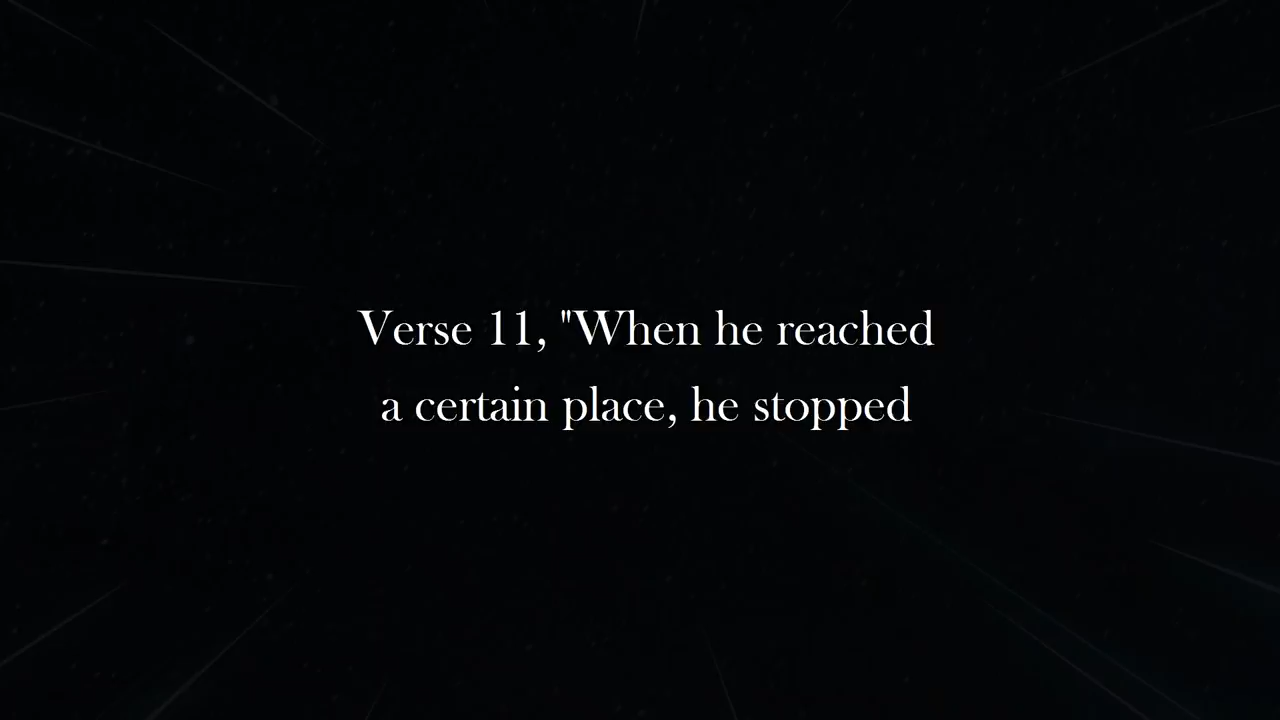 Verse 11, "When he reached
a certain place, he stopped